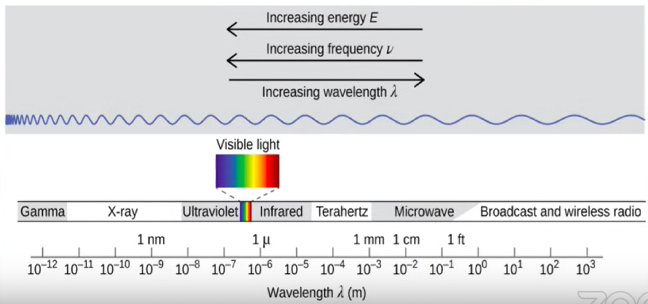 Increasing energy E
Increasing frequency ν
Increasing wavelength λ
Visible light
Gamma X-ray Ultraviolet Infrared Terahertz Microwave Broadcast and wireless radio
1 nm 1 µ 1 mm 1 cm 1 ft
10⁻¹² 10⁻¹¹ 10⁻¹⁰ 10⁻⁹ 10⁻⁸ 10⁻⁷ 10⁻⁶ 10⁻⁵ 10⁻⁴ 10⁻³ 10⁻² 10⁻¹ 10⁰ 10¹ 10² 10³
Wavelength λ (m)